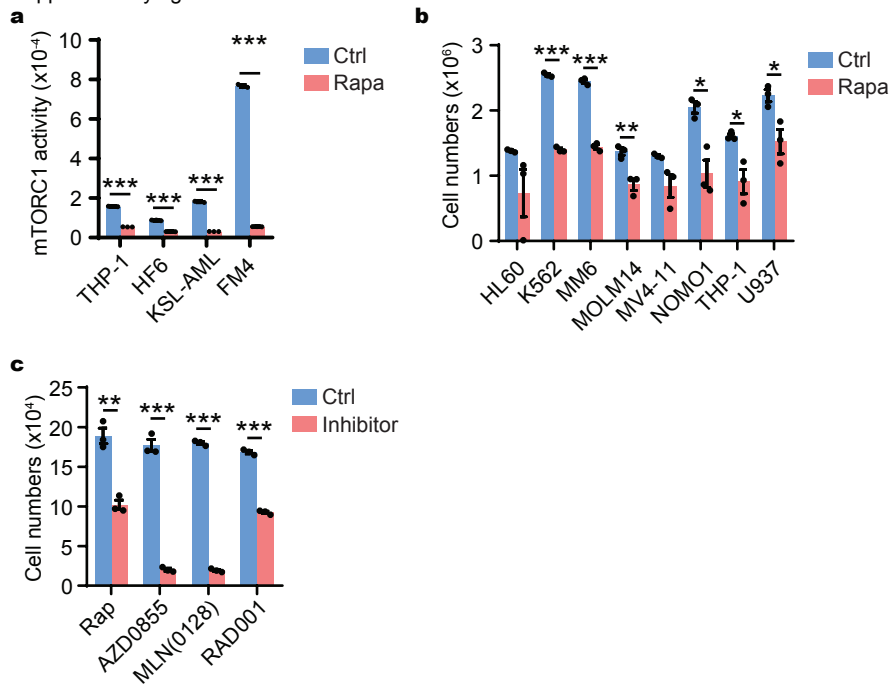 a
mTORC1 activity (x10⁻⁴)
10
8
6
4
2
0
***
***
***
***
Ctrl
Rapa
THP-1
HF6
KSL-AML
FM4
b
Cell numbers (x10⁶)
3
2
1
0
***
***
**
*
*
*
Ctrl
Rapa
HL60
K562
MM6
MOLM14
MV4-11
NOMO1
THP-1
U937
c
Cell numbers (x10⁴)
25
20
15
10
5
0
**
***
***
***
Ctrl
Inhibitor
Rap
AZD0855
MLN(0128)
RAD001